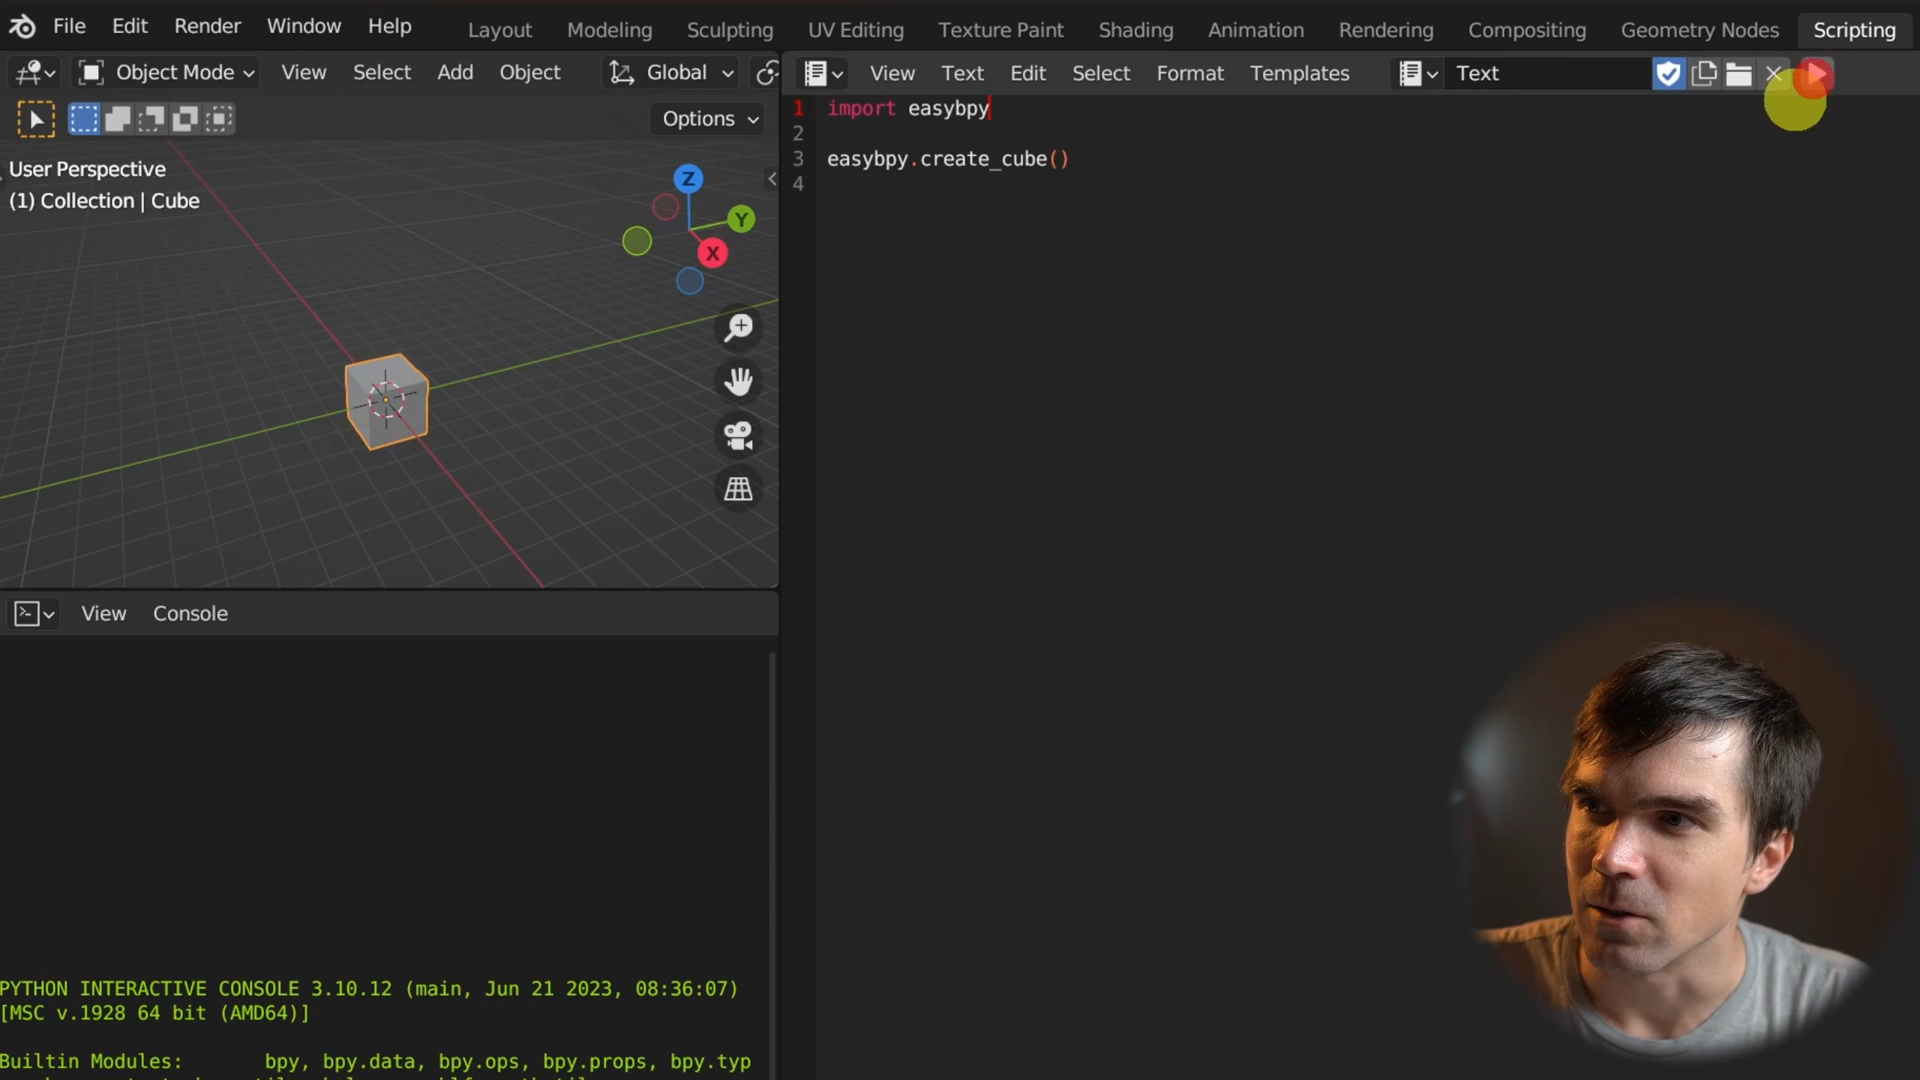 File Edit Render Window Help Layout Modeling Sculpting UV Editing Texture Paint Shading Animation Rendering Compositing Geometry Nodes Scripting
Object Mode View Select Add Object Global
View Text Edit Select Format Templates Text
Options
User Perspective
(1) Collection | Cube
Z
Y
X
1 import easybpy
2
3 easybpy.create_cube()
4
View Console
PYTHON INTERACTIVE CONSOLE 3.10.12 (main, Jun 21 2023, 08:36:07)
[MSC v.1928 64 bit (AMD64)]
Builtin Modules: bpy, bpy.data, bpy.ops, bpy.props, bpy.typ